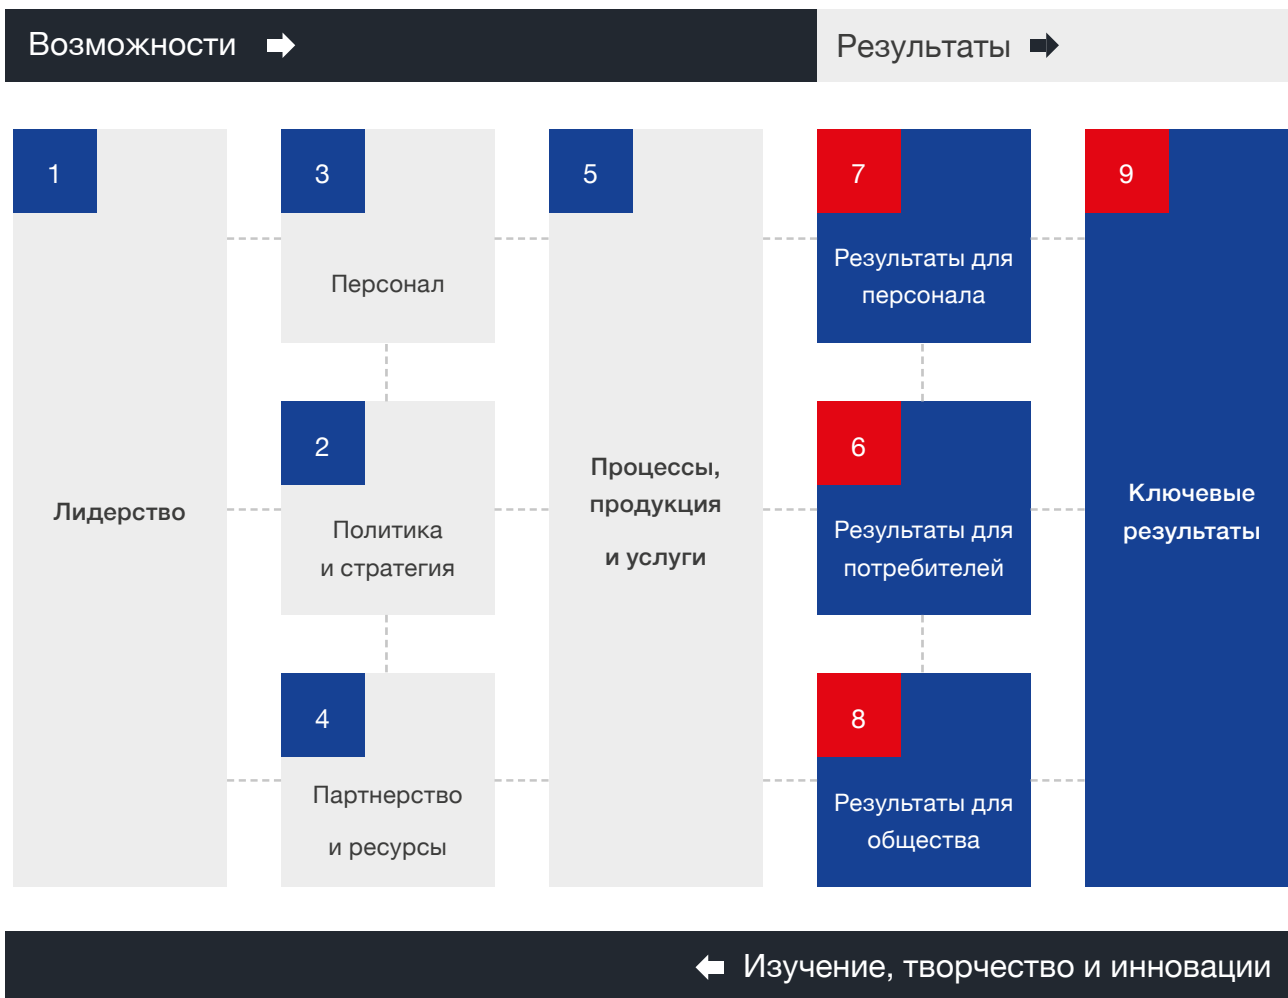 Возможности
Результаты
1
Лидерство
3
Персонал
2
Политика
и стратегия
4
Партнерство
и ресурсы
5
Процессы,
продукция
и услуги
7
Результаты для
персонала
6
Результаты для
потребителей
8
Результаты для
общества
9
Ключевые
результаты
Изучение, творчество и инновации